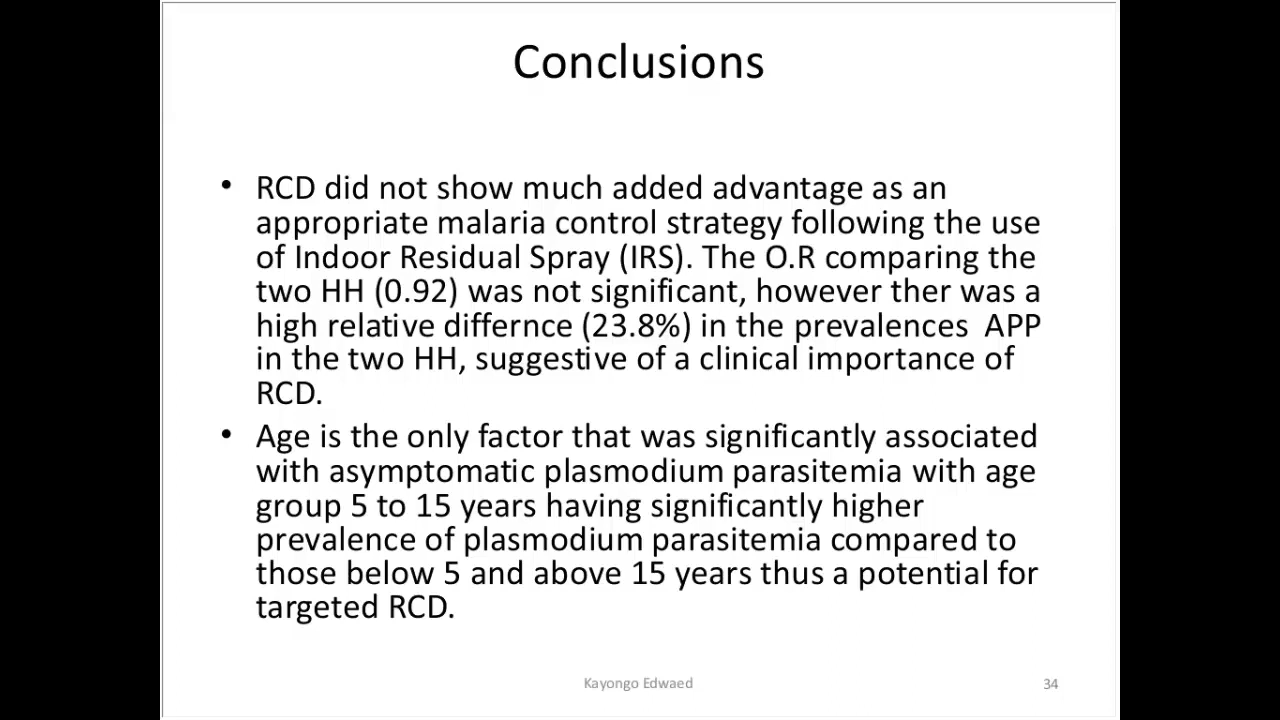 Conclusions
• RCD did not show much added advantage as an
appropriate malaria control strategy following the use
of Indoor Residual Spray (IRS). The O.R comparing the
two HH (0.92) was not significant, however ther was a
high relative differnce (23.8%) in the prevalences  APP
in the two HH, suggestive of a clinical importance of
RCD.
• Age is the only factor that was significantly associated
with asymptomatic plasmodium parasitemia with age
group 5 to 15 years having significantly higher
prevalence of plasmodium parasitemia compared to
those below 5 and above 15 years thus a potential for
targeted RCD.
Kayongo Edwaed
34